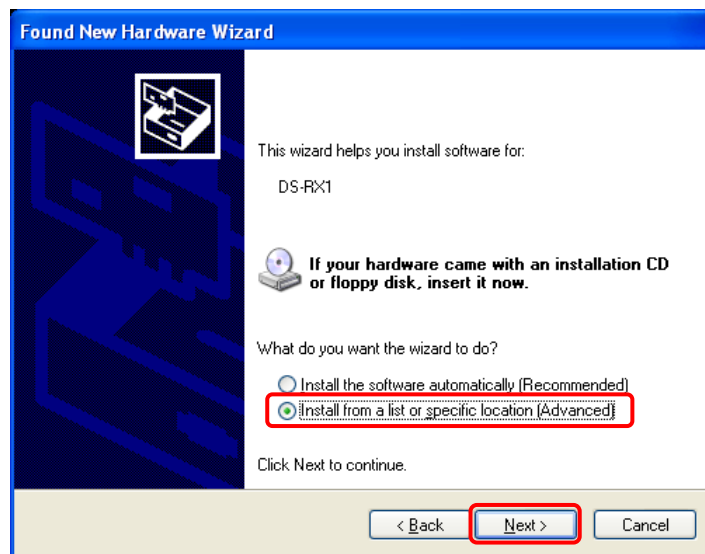 Found New Hardware Wizard
This wizard helps you install software for:
DS-RX1
If your hardware came with an installation CD
or floppy disk, insert it now.
What do you want the wizard to do?
Install the software automatically (Recommended)
Install from a list or specific location (Advanced)
Click Next to continue.
< Back
Next >
Cancel